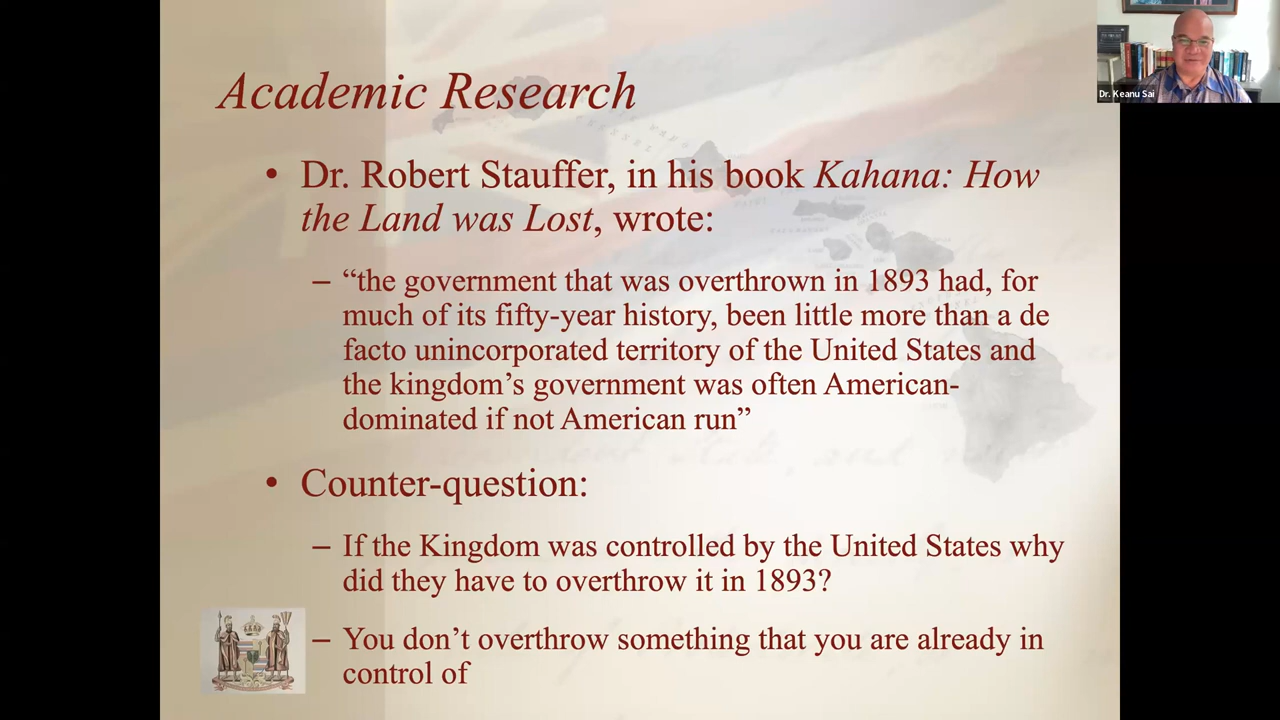 Academic Research
• Dr. Robert Stauffer, in his book Kahana: How
the Land was Lost, wrote:
– “the government that was overthrown in 1893 had, for
much of its fifty-year history, been little more than a de
facto unincorporated territory of the United States and
the kingdom’s government was often American-
dominated if not American run”
• Counter-question:
– If the Kingdom was controlled by the United States why
did they have to overthrow it in 1893?
– You don’t overthrow something that you are already in
control of
Dr. Keanu Sai